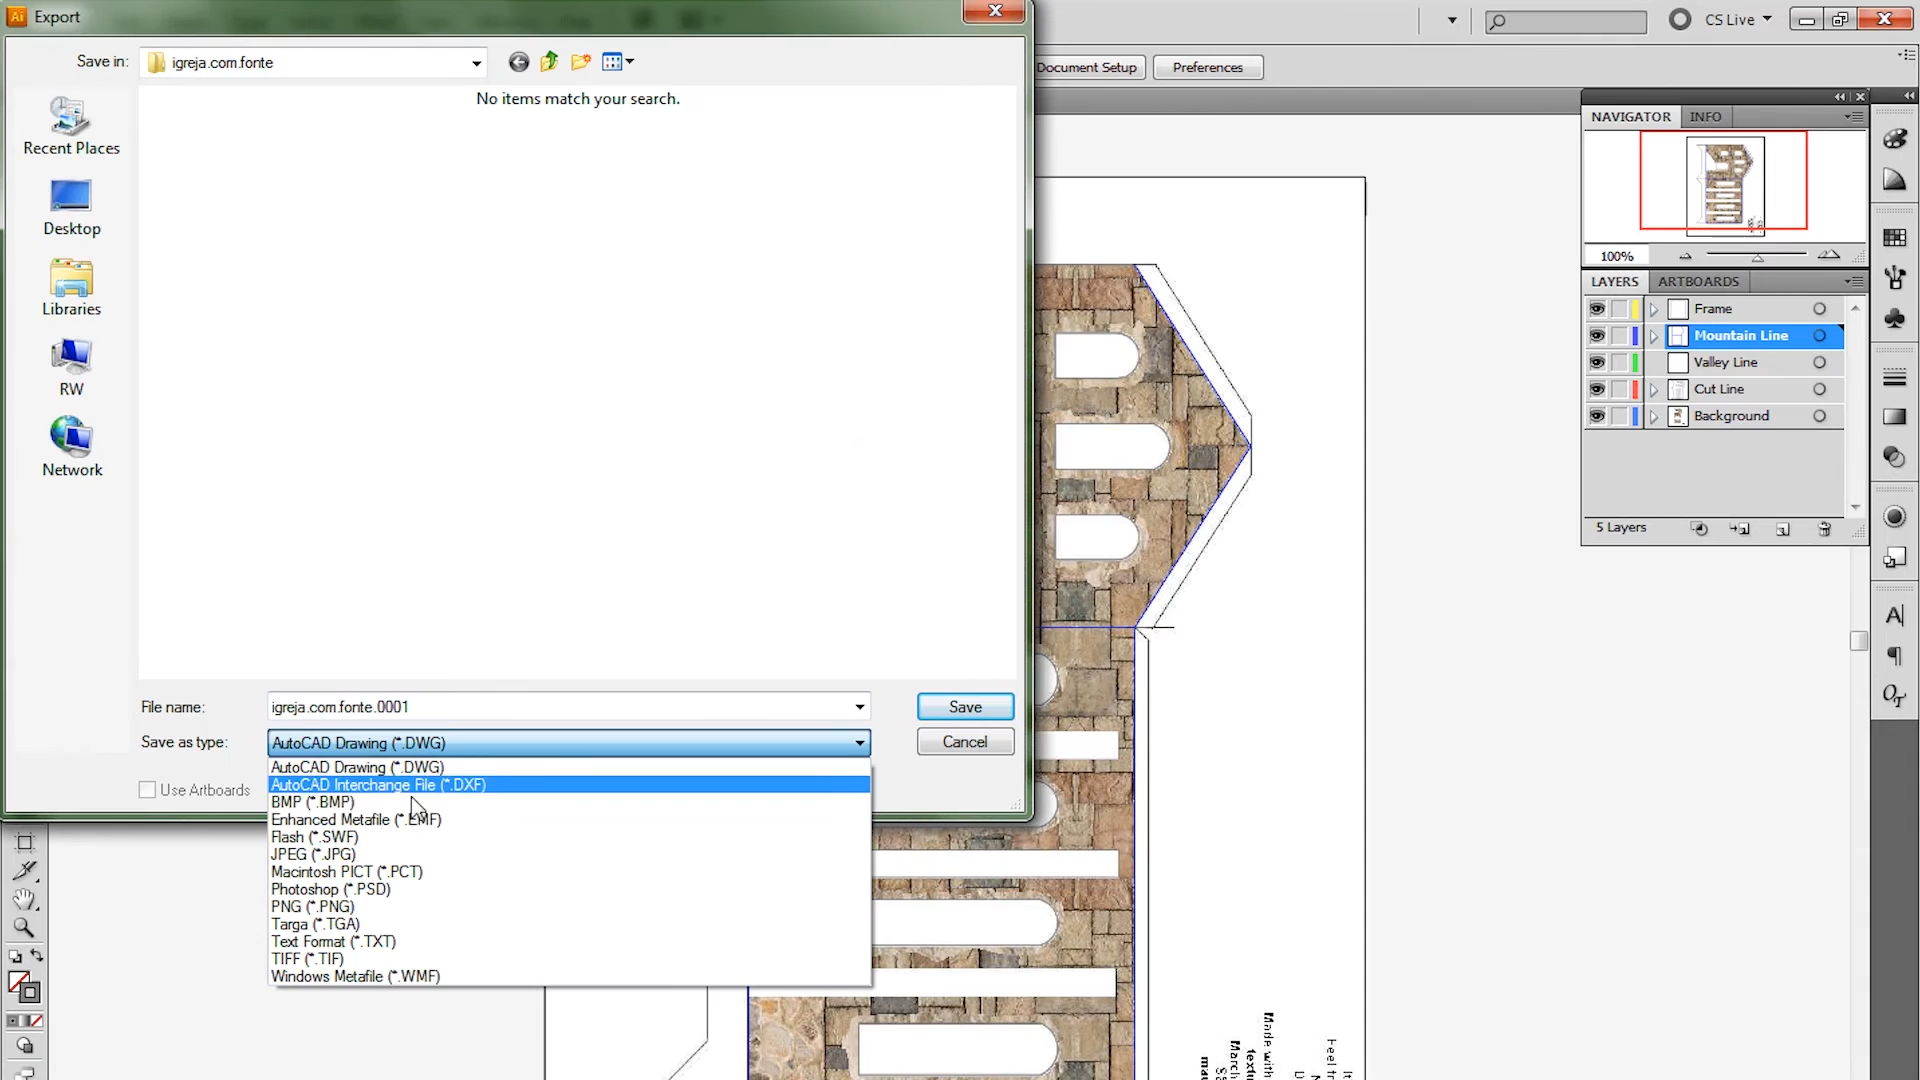 Ai Export
CS Live
Save in:
igreja.com.fonte
Document Setup
Preferences
No items match your search.
Recent Places
Desktop
Libraries
RW
Network
NAVIGATOR
INFO
100%
LAYERS
ARTBOARDS
Frame
Mountain Line
Valley Line
Cut Line
Background
5 Layers
File name:
igreja.com.fonte.0001
Save
Save as type:
AutoCAD Drawing (*.DWG)
Cancel
Use Artboards
AutoCAD Drawing (*.DWG)
AutoCAD Interchange File (*.DXF)
BMP (*.BMP)
Enhanced Metafile (*.EMF)
Flash (*.SWF)
JPEG (*.JPG)
Macintosh PICT (*.PCT)
Photoshop (*.PSD)
PNG (*.PNG)
Targa (*.TGA)
Text Format (*.TXT)
TIFF (*.TIF)
Windows Metafile (*.WMF)
Made with